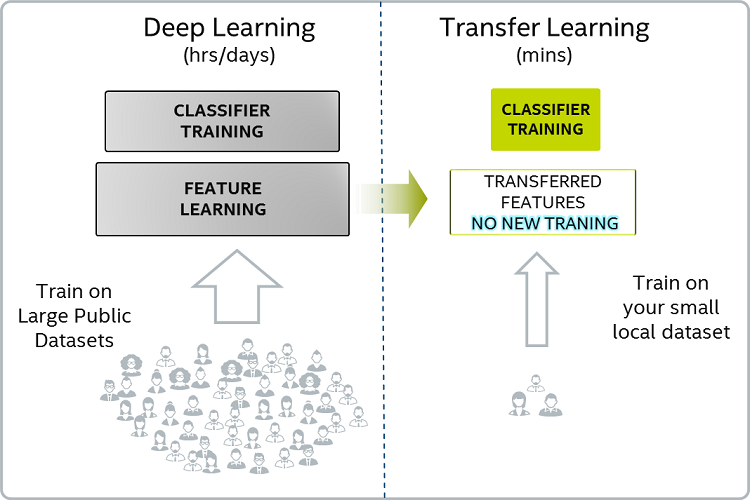 Deep Learning
(hrs/days)
CLASSIFIER
TRAINING
FEATURE
LEARNING
Train on
Large Public
Datasets
Transfer Learning
(mins)
CLASSIFIER
TRAINING
TRANSFERRED
FEATURES
NO NEW TRANING
Train on
your small
local dataset